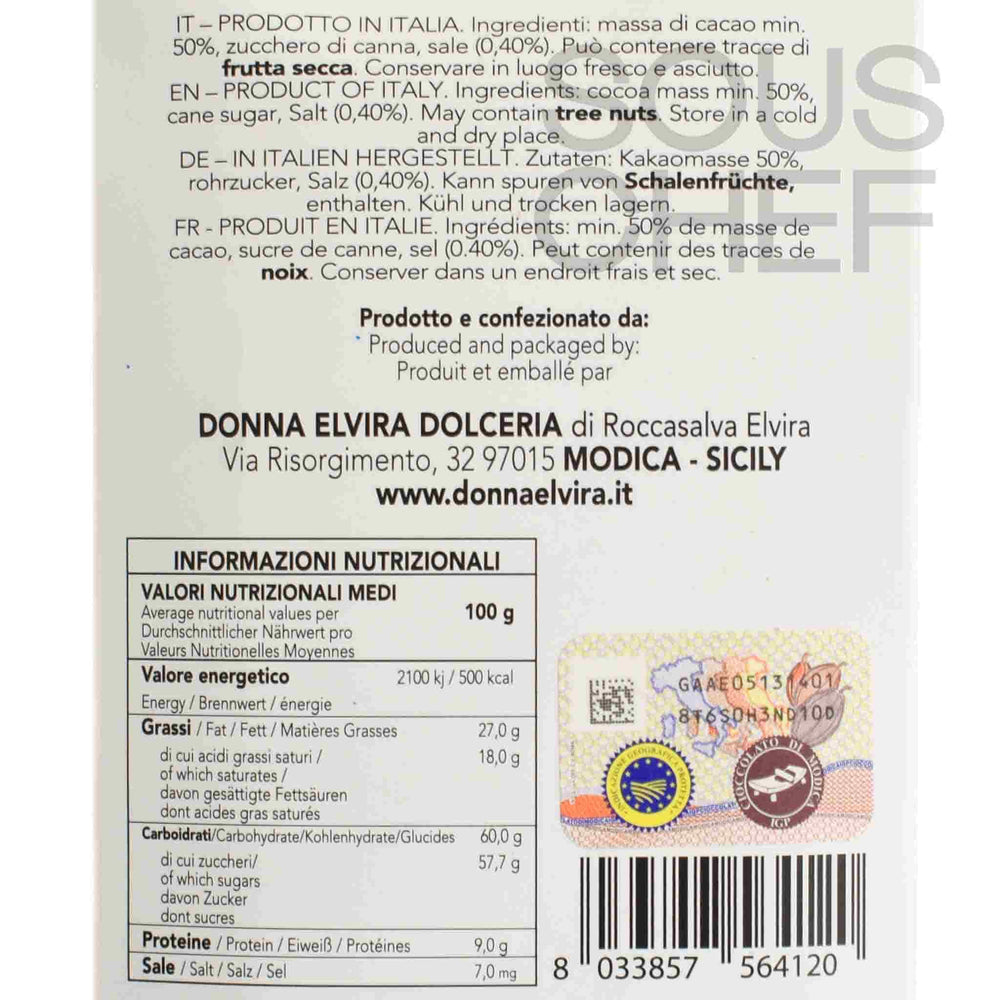 IT – PRODOTTO IN ITALIA. Ingredienti: massa di cacao min.
50%, zucchero di canna, sale (0,40%). Può contenere tracce di
frutta secca. Conservare in luogo fresco e asciutto.
EN – PRODUCT OF ITALY. Ingredients: cocoa mass min. 50%,
cane sugar, Salt (0,40%). May contain tree nuts. Store in a cold
and dry place.
DE – IN ITALIEN HERGESTELLT. Zutaten: Kakaomasse 50%,
rohrzucker, Salz (0,40%). Kann spuren von Schalenfrüchte,
enthalten. Kühl und trocken lagern.
FR - PRODUIT EN ITALIE. Ingrédients: min. 50% de masse de
cacao, sucre de canne, sel (0.40%). Peut contenir des traces de
noix. Conserver dans un endroit frais et sec.
SOUS
CHEF
Prodotto e confezionato da:
Produced and packaged by:
Produit et emballé par
DONNA ELVIRA DOLCERIA di Roccasalva Elvira
Via Risorgimento, 32 97015 MODICA - SICILY
www.donnaelvira.it
INFORMAZIONI NUTRIZIONALI
VALORI NUTRIZIONALI MEDI
Average nutritional values per 100 g
Durchschnittlicher Nährwert pro
Valeurs Nutritionelles Moyennes
Valore energetico 2100 kj / 500 kcal
Energy / Brennwert / énergie
Grassi / Fat / Fett / Matières Grasses 27,0 g
di cui acidi grassi saturi / 18,0 g
of which saturates /
davon gesättigte Fettsäuren
dont acides gras saturés
Carboidrati/Carbohydrate/Kohlenhydrate/Glucides 60,0 g
di cui zuccheri/ 57,7 g
of which sugars
davon Zucker
dont sucres
Proteine / Protein / Eiweiß / Protéines 9,0 g
Sale / Salt / Salz / Sel 7,0 mg
GAAE05131401
8T6S0H3ND10D
INDICAZIONE GEOGRAFICA PROTETTA
CIOCCOLATO DI MODICA
IGP
8 033857 564120